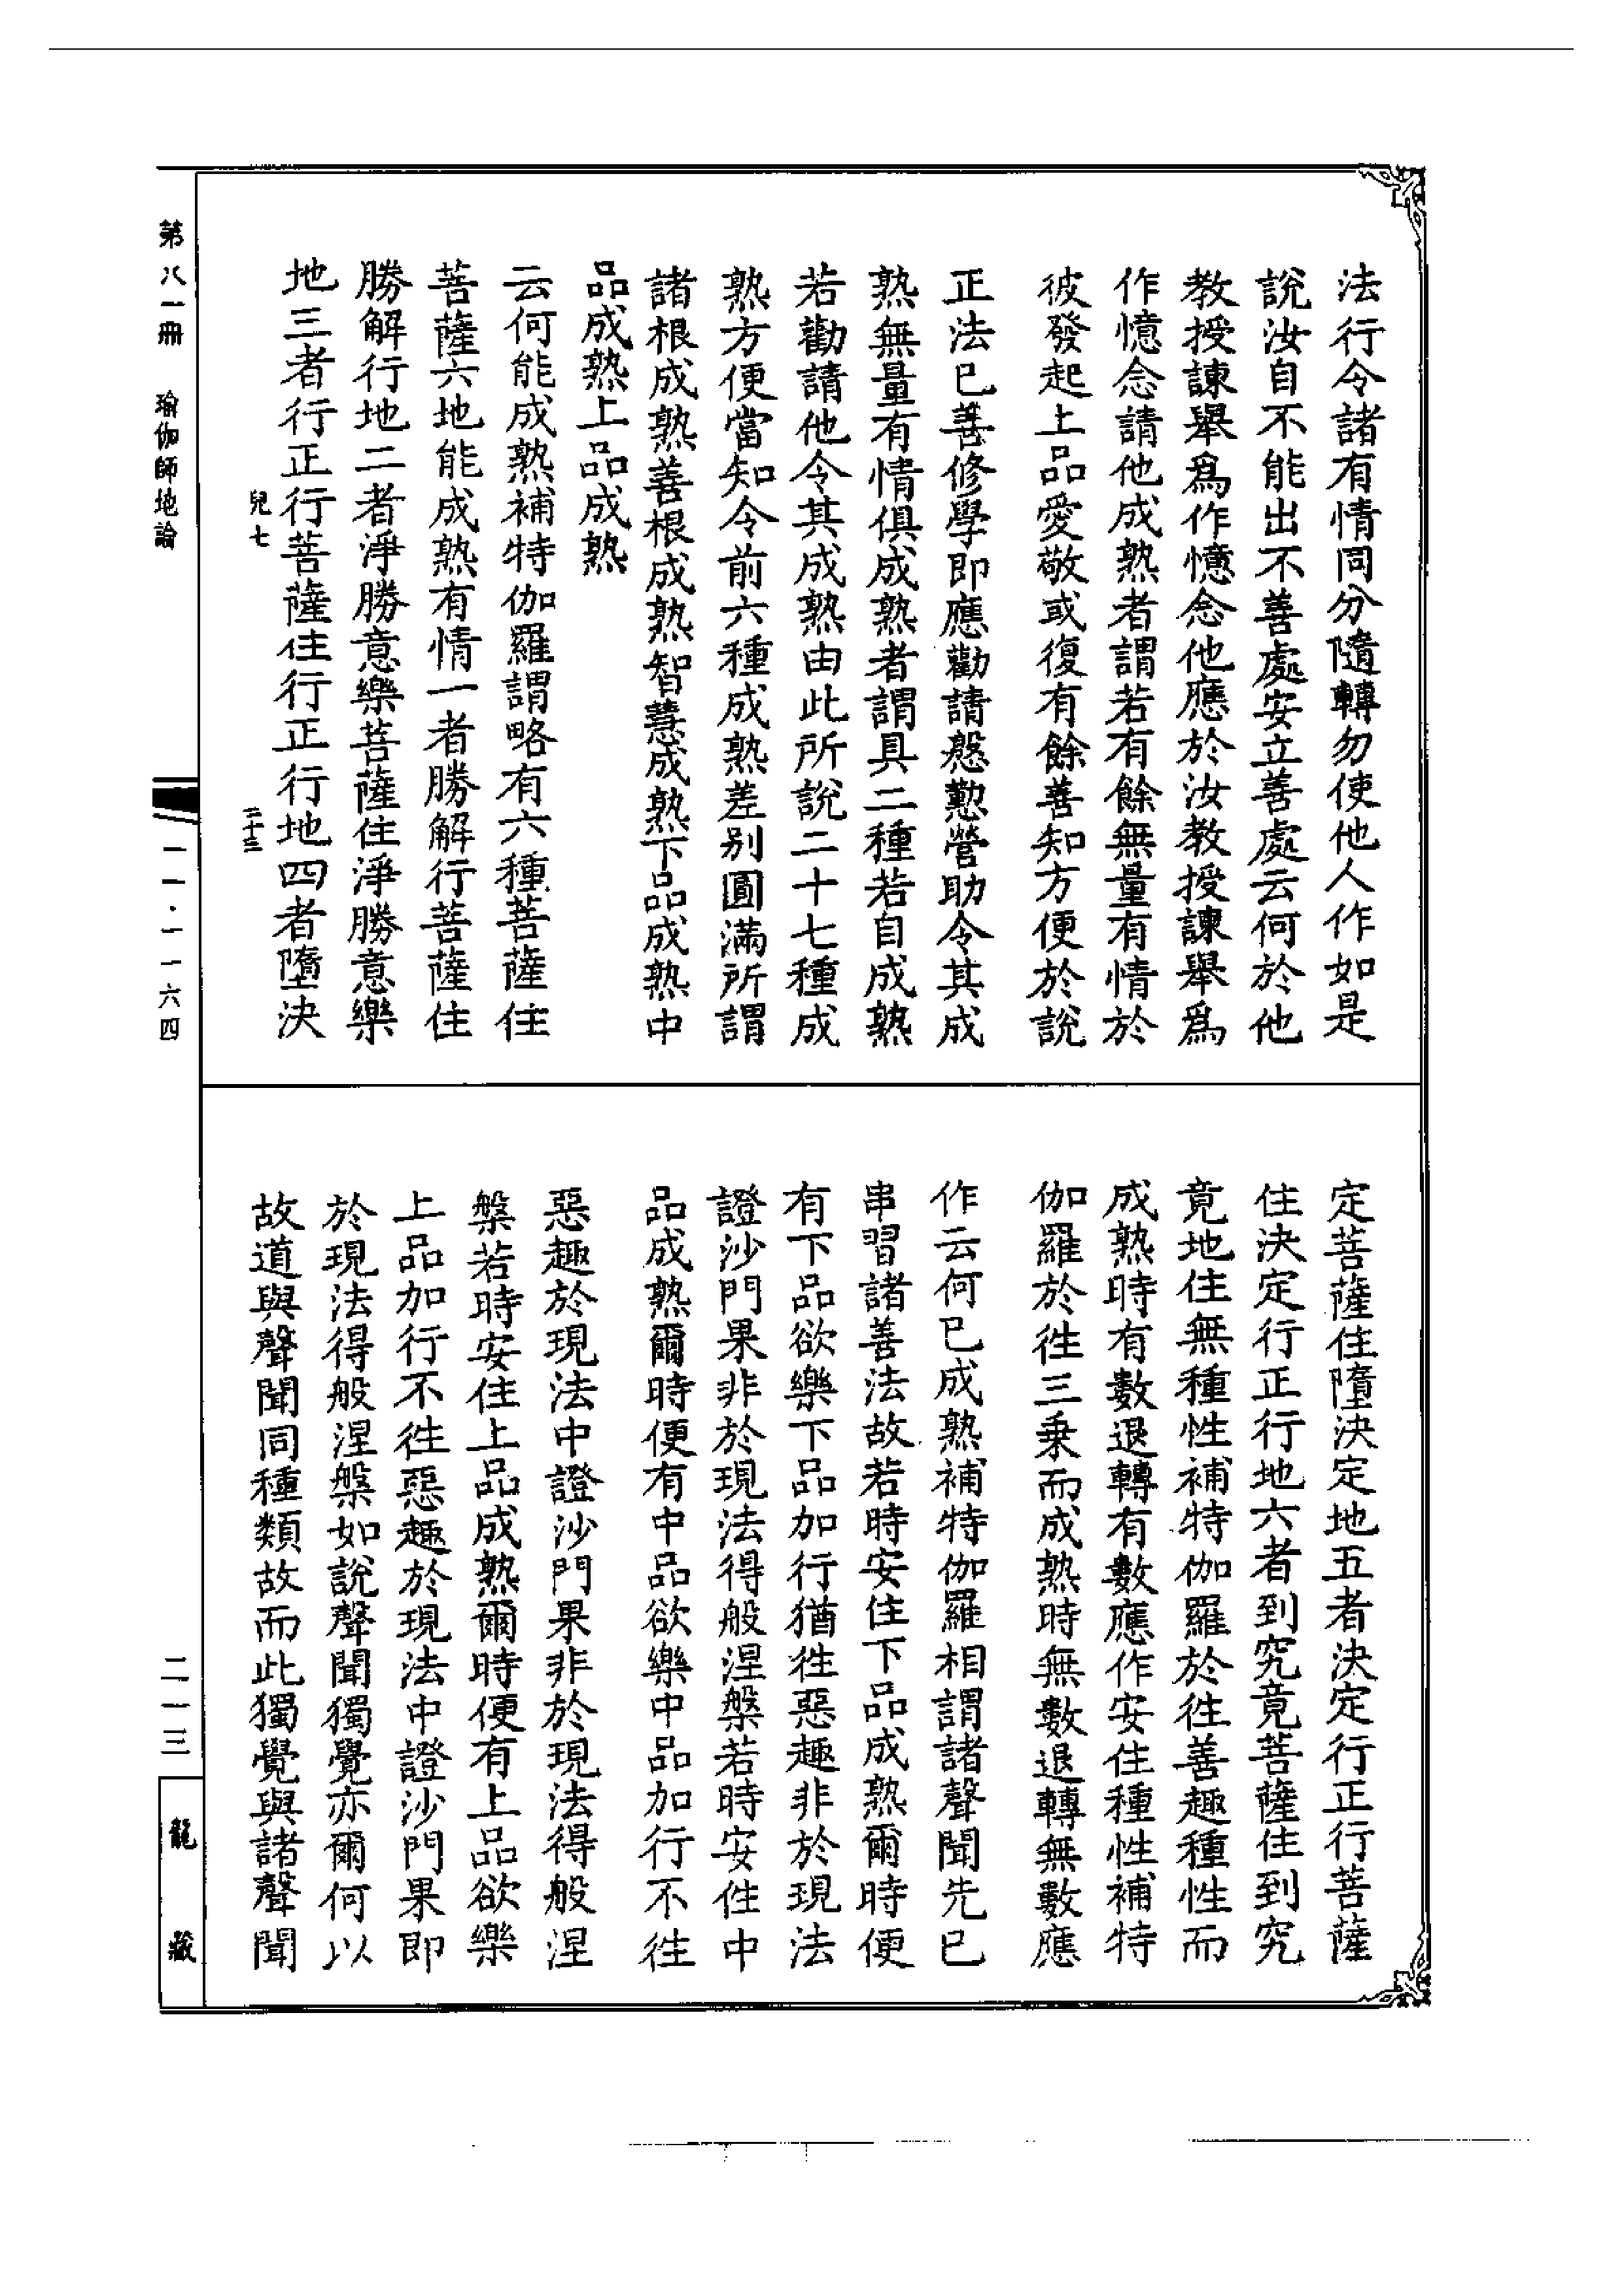 法行令諸有情同分隨轉勿使他人作如是
說汝自不能出不善處安立善處云何於他
教授諫舉爲作憶念他應於汝教授諫舉爲
作憶念請他成熟者謂若有餘無量有情於
彼發起上品愛敬或復有餘善知方便於說
正法已善修學即應勸請慇懃營助令其成
熟無量有情俱成熟者謂具二種若自成熟
若勸請他令其成熟由此所說二十七種成
熟方便當知令前六種成熟差別圓滿所謂
諸根成熟善根成熟智慧成熟下品成熟中
品成熟上品成熟
云何能成熟補特伽羅謂略有六種菩薩住
菩薩六地能成熟有情一者勝解行菩薩住
勝解行地二者淨勝意樂菩薩住淨勝意樂
地三者行正行菩薩住行正行地四者墮決
兒七
二十三
定菩薩住墮決定地五者決定行正行菩薩
住決定行正行地六者到究竟菩薩住到究
竟地住無種性補特伽羅於往善趣種性而
成熟時有數退轉有數應作安住種性補特
伽羅於往三乗而成熟時無數退轉無數應
作云何已成熟補特伽羅相謂諸聲聞先已
串習諸善法故若時安住下品成熟爾時便
有下品欲樂下品加行猶往惡趣非於現法
證沙門果非於現法得般涅槃若時安住中
品成熟爾時便有中品欲樂中品加行不往
惡趣於現法中證沙門果非於現法得般涅
槃若時安住上品成熟爾時便有上品欲樂
上品加行不往惡趣於現法中證沙門果即
於現法得般涅槃如說聲聞獨覺亦爾何以
故道與聲聞同種類故而此獨覺與諸聲聞
第八一冊 瑜伽師地論
一一·一一六四
二一三
龍藏